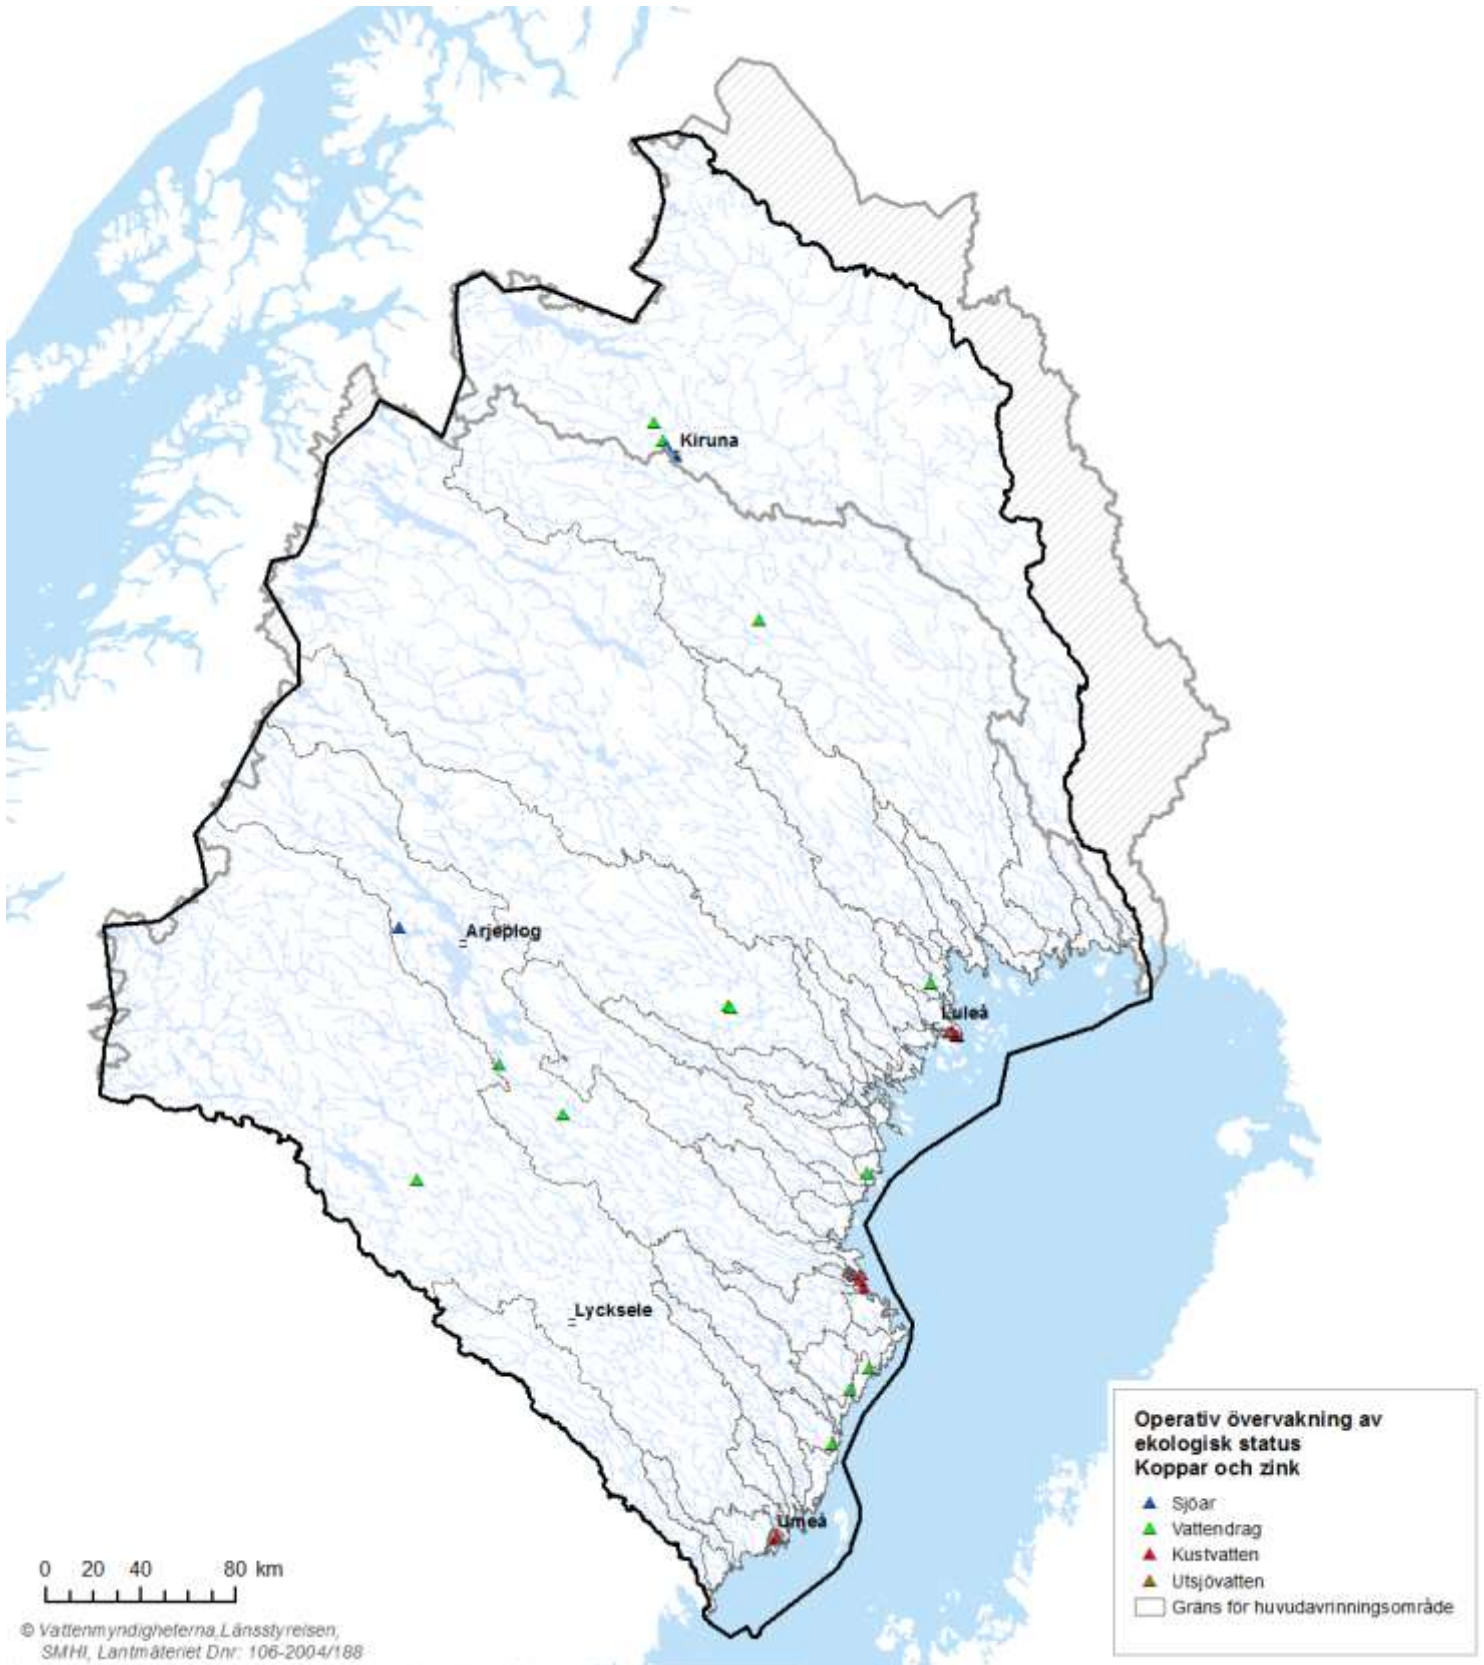 Kiruna
Arjeplog
Luleå
Lycksele
Umeå
Operativ övervakning av
ekologisk status
Koppar och zink
Sjöar
Vattendrag
Kustvatten
Utsjövatten
Gräns för huvudavrinningsområde
0 20 40 80 km
© Vattenmyndigheterna,Länsstyrelsen,
SMHI, Lantmäteriet Dnr: 106-2004/188